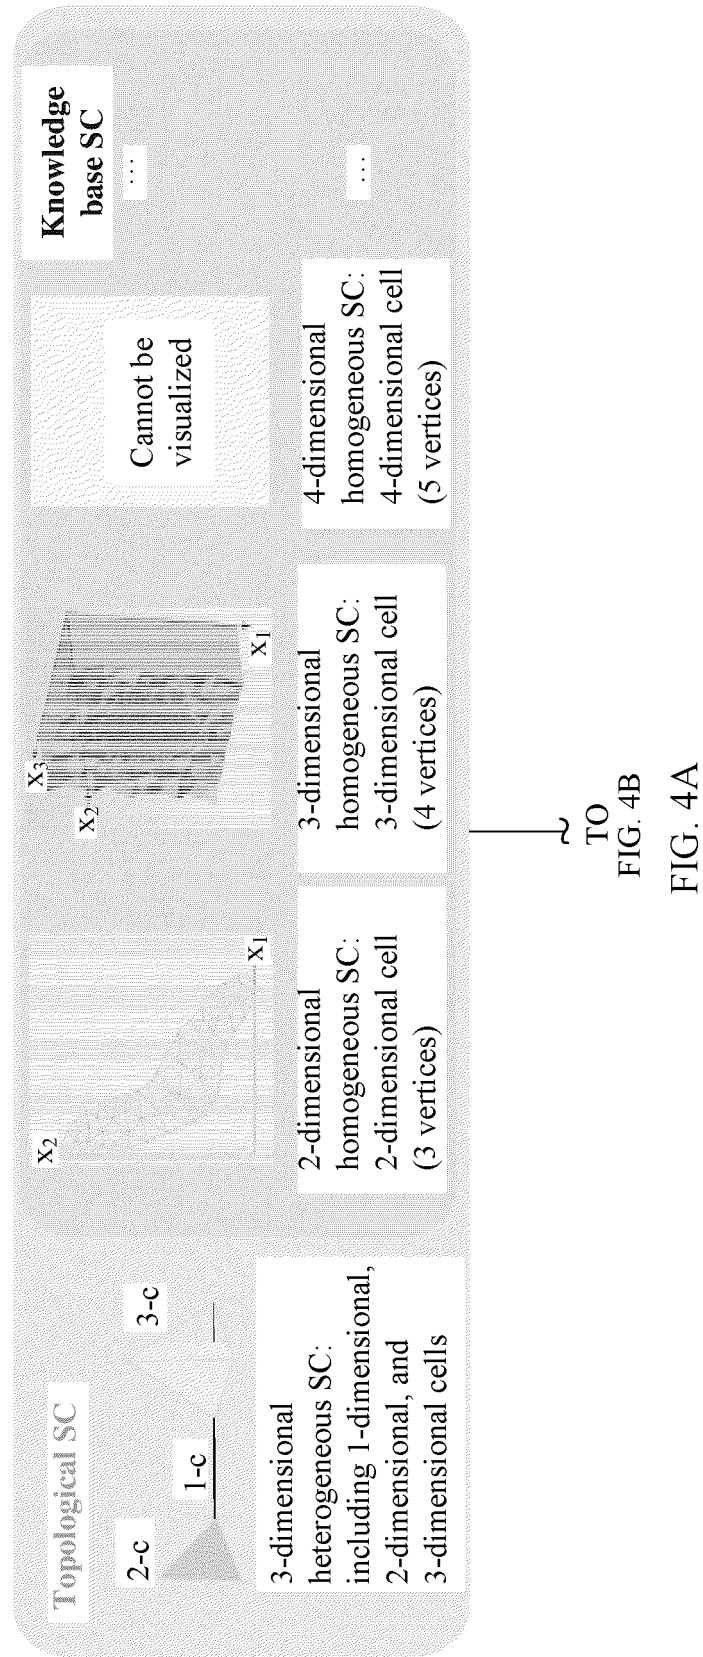 Topological SC
2-c
1-c
3-c
3-dimensional
heterogeneous SC:
including 1-dimensional,
2-dimensional, and
3-dimensional cells
Knowledge
base SC
x2
x1
2-dimensional
homogeneous SC:
2-dimensional cell
(3 vertices)
x3
x2
x1
3-dimensional
homogeneous SC:
3-dimensional cell
(4 vertices)
Cannot be
visualized
4-dimensional
homogeneous SC:
4-dimensional cell
(5 vertices)
...
...
TO
FIG. 4B
FIG. 4A